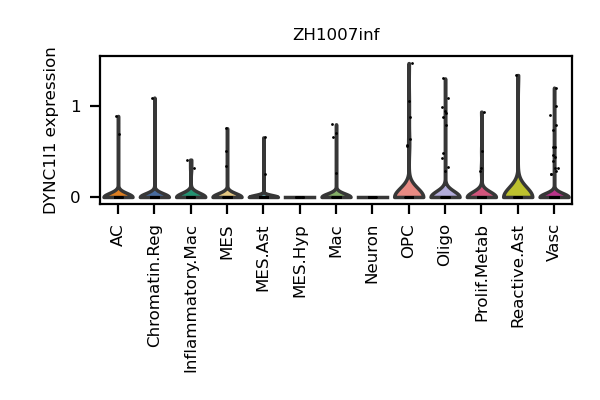 ZH1007inf
DYNC1I1 expression
1
0
AC
Chromatin.Reg
Inflammatory.Mac
MES
MES.Ast
MES.Hyp
Mac
Neuron
OPC
Oligo
Prolif.Metab
Reactive.Ast
Vasc